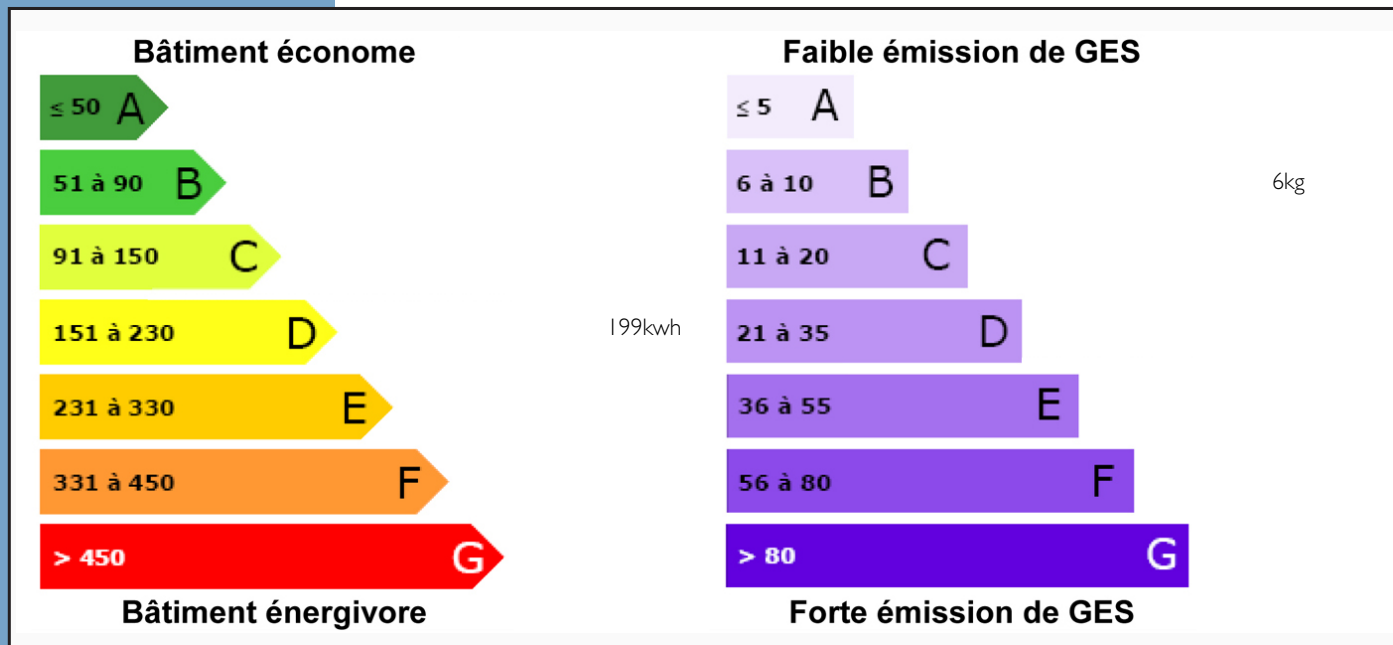 Bâtiment économe
≤ 50 A
51 à 90 B
91 à 150 C
151 à 230 D
199kwh
231 à 330 E
331 à 450 F
> 450 G
Bâtiment énergivore
Faible émission de GES
≤ 5 A
6 à 10 B
6kg
11 à 20 C
21 à 35 D
36 à 55 E
56 à 80 F
> 80 G
Forte émission de GES